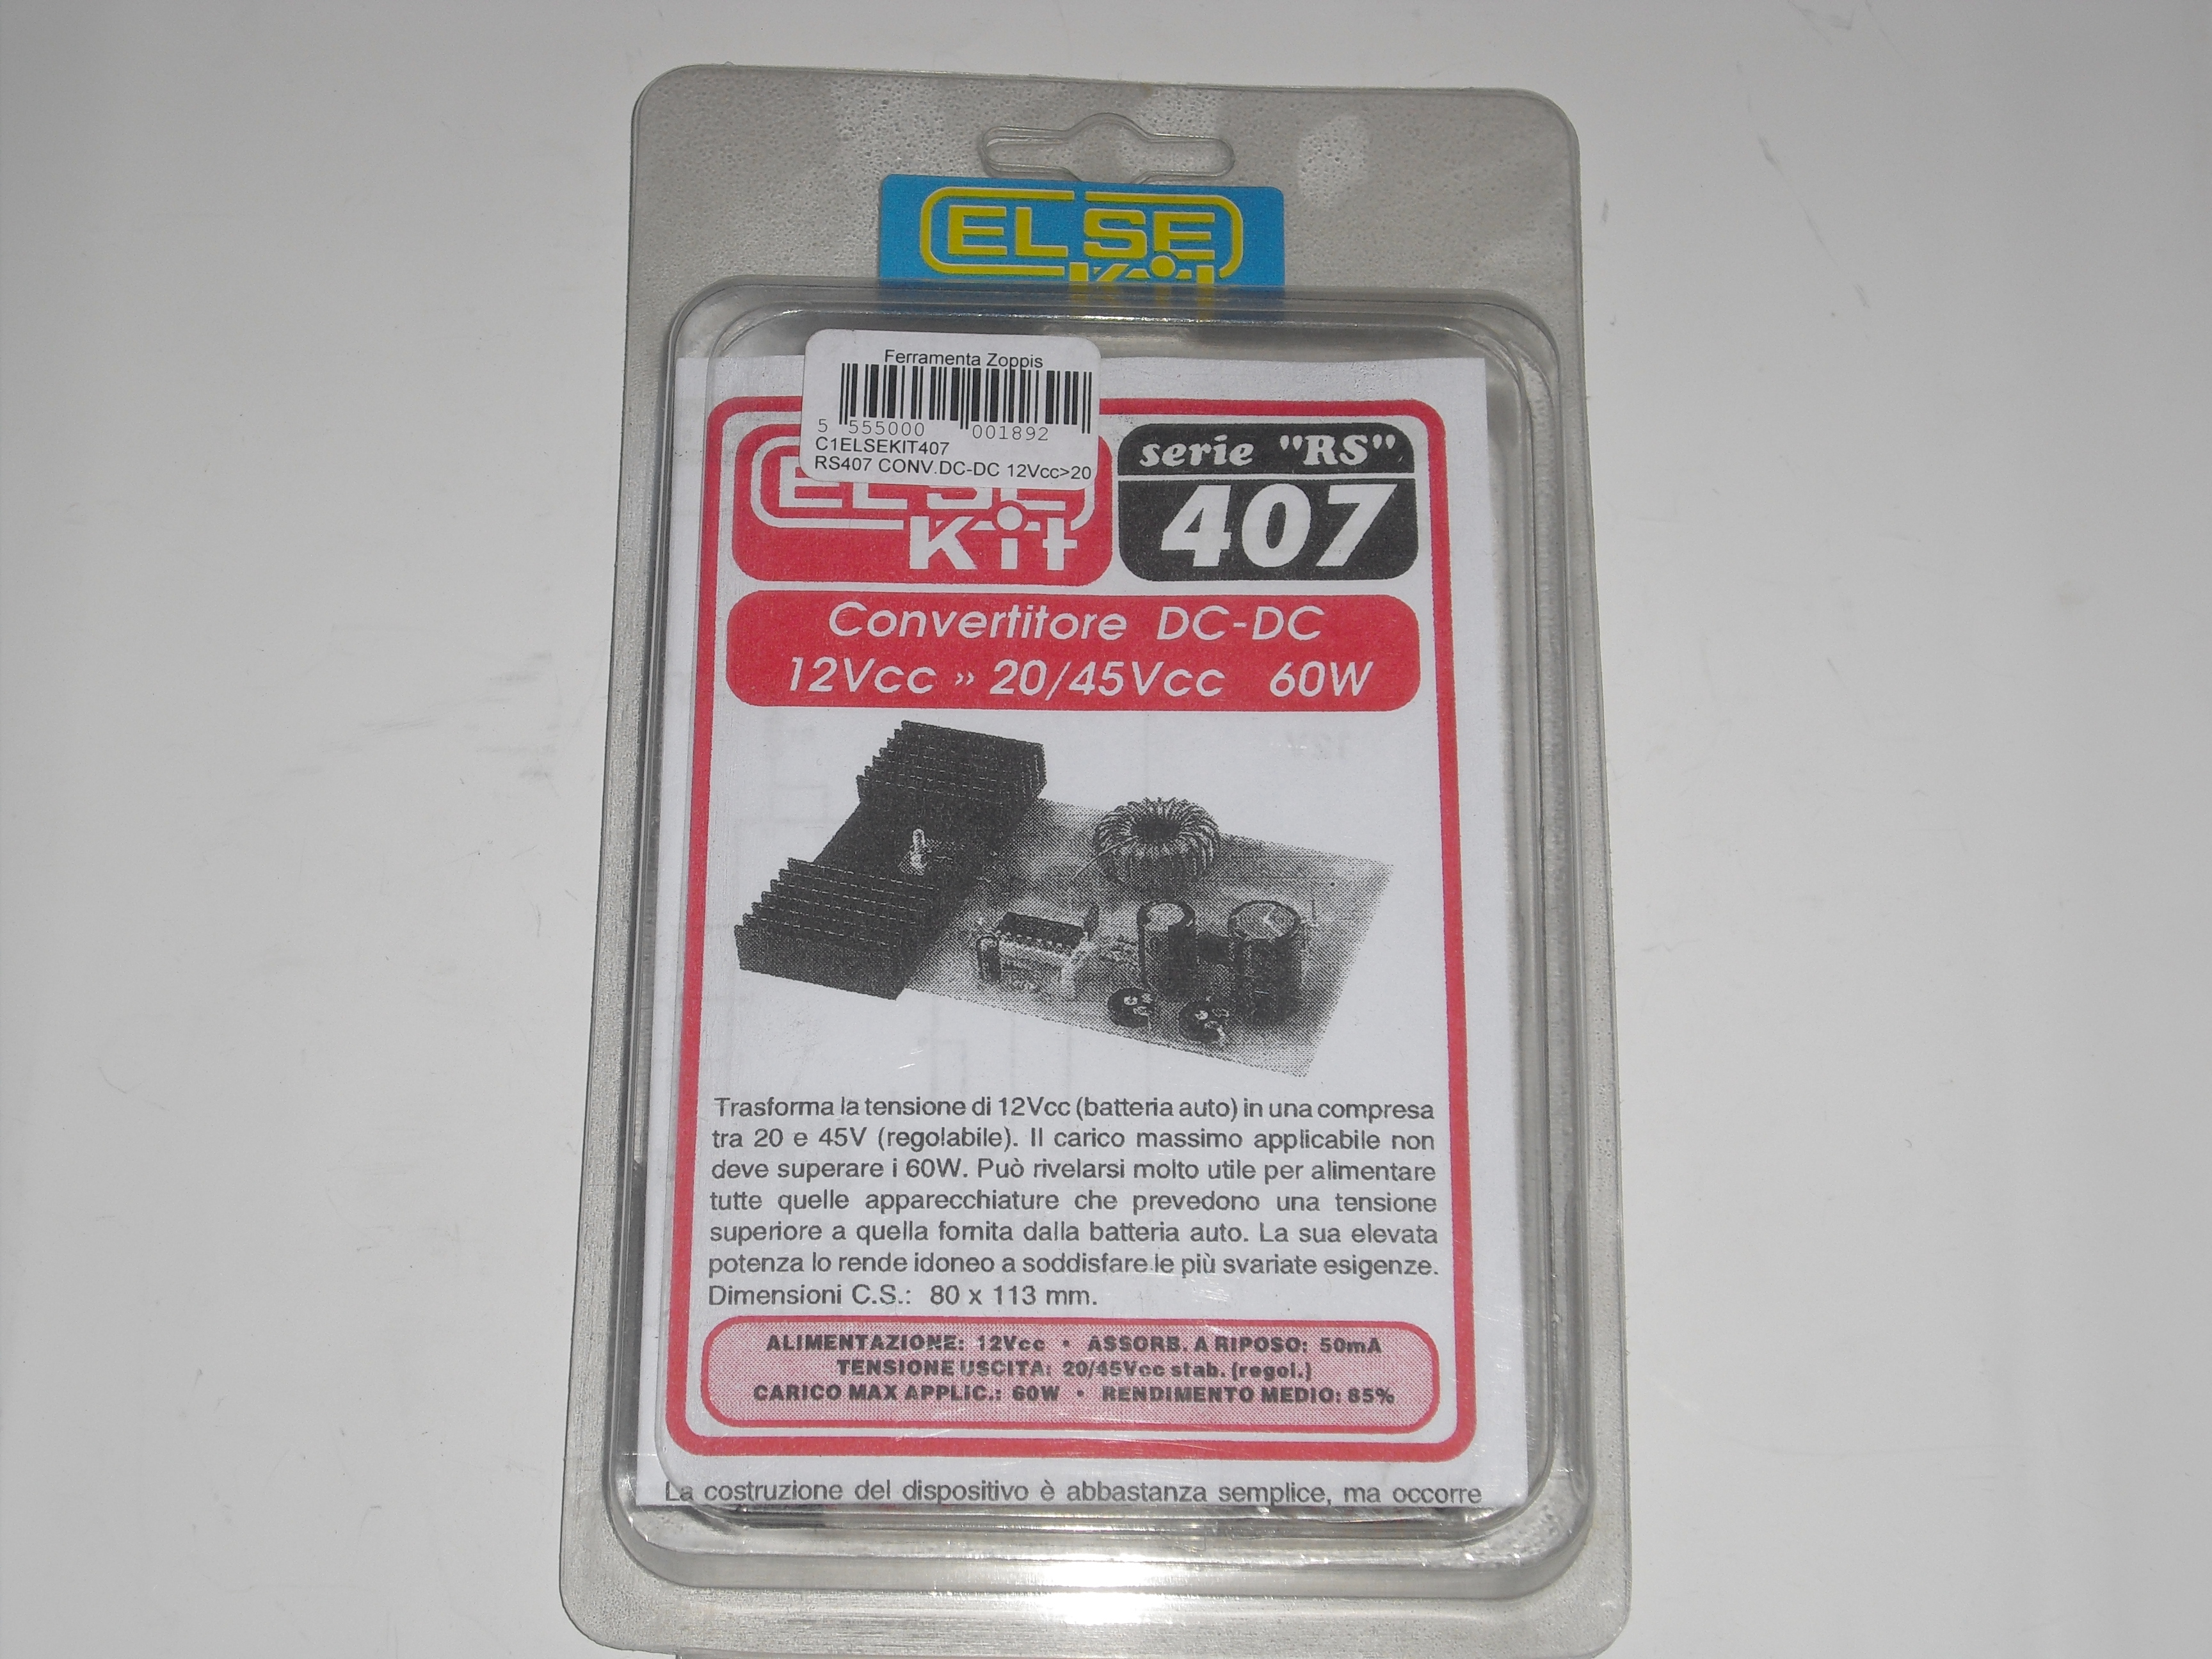 ELSE
Kit
Ferramenta Zoppis
5 555000 001892
C1ELSEKIT407
RS407 CONV.DC-DC 12Vcc>20
ELSE
Kit
serie "RS"
407
Convertitore DC-DC
12Vcc » 20/45Vcc 60W
Trasforma la tensione di 12Vcc (batteria auto) in una compresa
tra 20 e 45V (regolabile). Il carico massimo applicabile non
deve superare i 60W. Può rivelarsi molto utile per alimentare
tutte quelle apparecchiature che prevedono una tensione
superiore a quella fornita dalla batteria auto. La sua elevata
potenza lo rende idoneo a soddisfare le più svariate esigenze.
Dimensioni C.S.: 80 x 113 mm.
ALIMENTAZIONE: 12Vcc • ASSORB. A RIPOSO: 50mA
TENSIONE USCITA: 20/45Vcc stab. (regol.)
CARICO MAX APPLIC.: 60W • RENDIMENTO MEDIO: 85%
La costruzione del dispositivo è abbastanza semplice, ma occorre